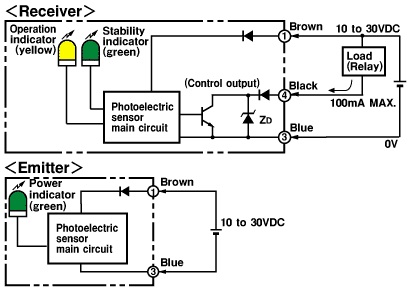 <Receiver>
Operation
indicator
(yellow)
Stability
indicator
(green)
Brown
1
10 to 30VDC
Load
(Relay)
(Control output)
Black
4
100mA MAX.
Photoelectric
sensor
main circuit
ZD
Blue
3
0V
<Emitter>
Power
indicator
(green)
Brown
1
Photoelectric
sensor
main circuit
10 to 30VDC
Blue
3